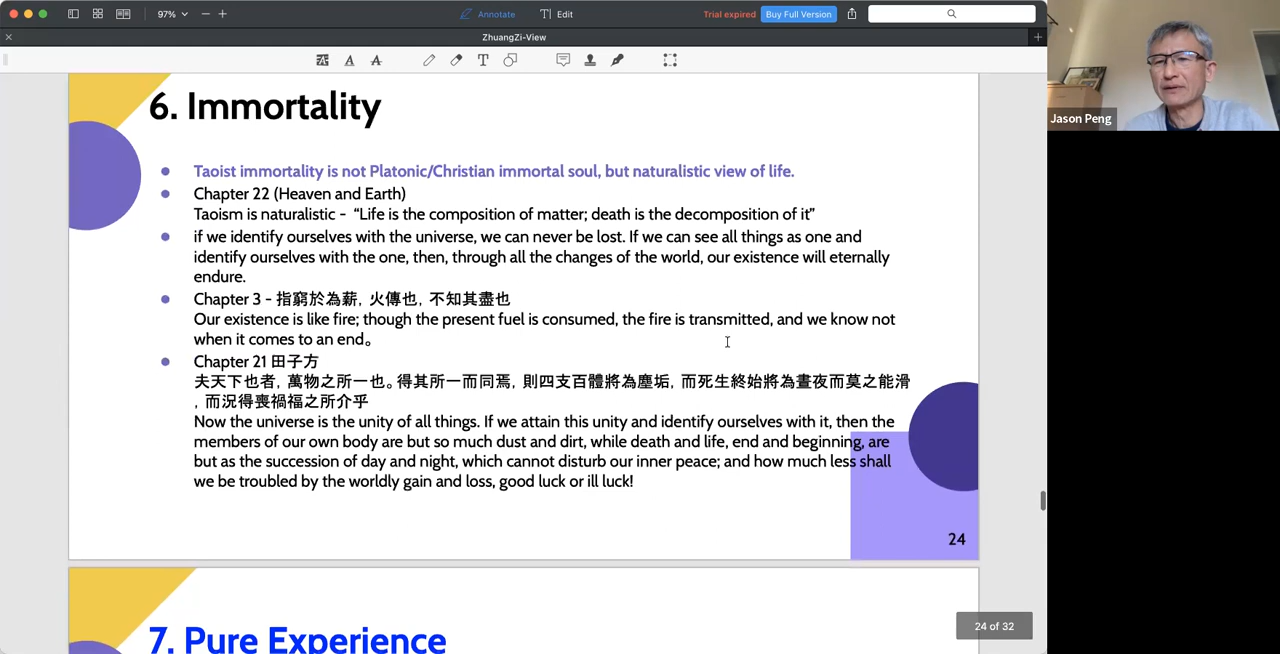 97%
Annotate
Edit
Trial expired
Buy Full Version
ZhuangZi-View
Jason Peng
6. Immortality
Taoist immortality is not Platonic/Christian immortal soul, but naturalistic view of life.
Chapter 22 (Heaven and Earth)
Taoism is naturalistic - “Life is the composition of matter; death is the decomposition of it”
if we identify ourselves with the universe, we can never be lost. If we can see all things as one and
identify ourselves with the one, then, through all the changes of the world, our existence will eternally
endure.
Chapter 3 - 指窮於為薪，火傳也，不知其盡也
Our existence is like fire; though the present fuel is consumed, the fire is transmitted, and we know not
when it comes to an end。
Chapter 21 田子方
夫天下也者，萬物之所一也。得其所一而同焉，則四支百體將為塵垢，而死生終始將為晝夜而莫之能滑
，而況得喪禍福之所介乎
Now the universe is the unity of all things. If we attain this unity and identify ourselves with it, then the
members of our own body are but so much dust and dirt, while death and life, end and beginning, are
but as the succession of day and night, which cannot disturb our inner peace; and how much less shall
we be troubled by the worldly gain and loss, good luck or ill luck!
24
7. Pure Experience
24 of 32